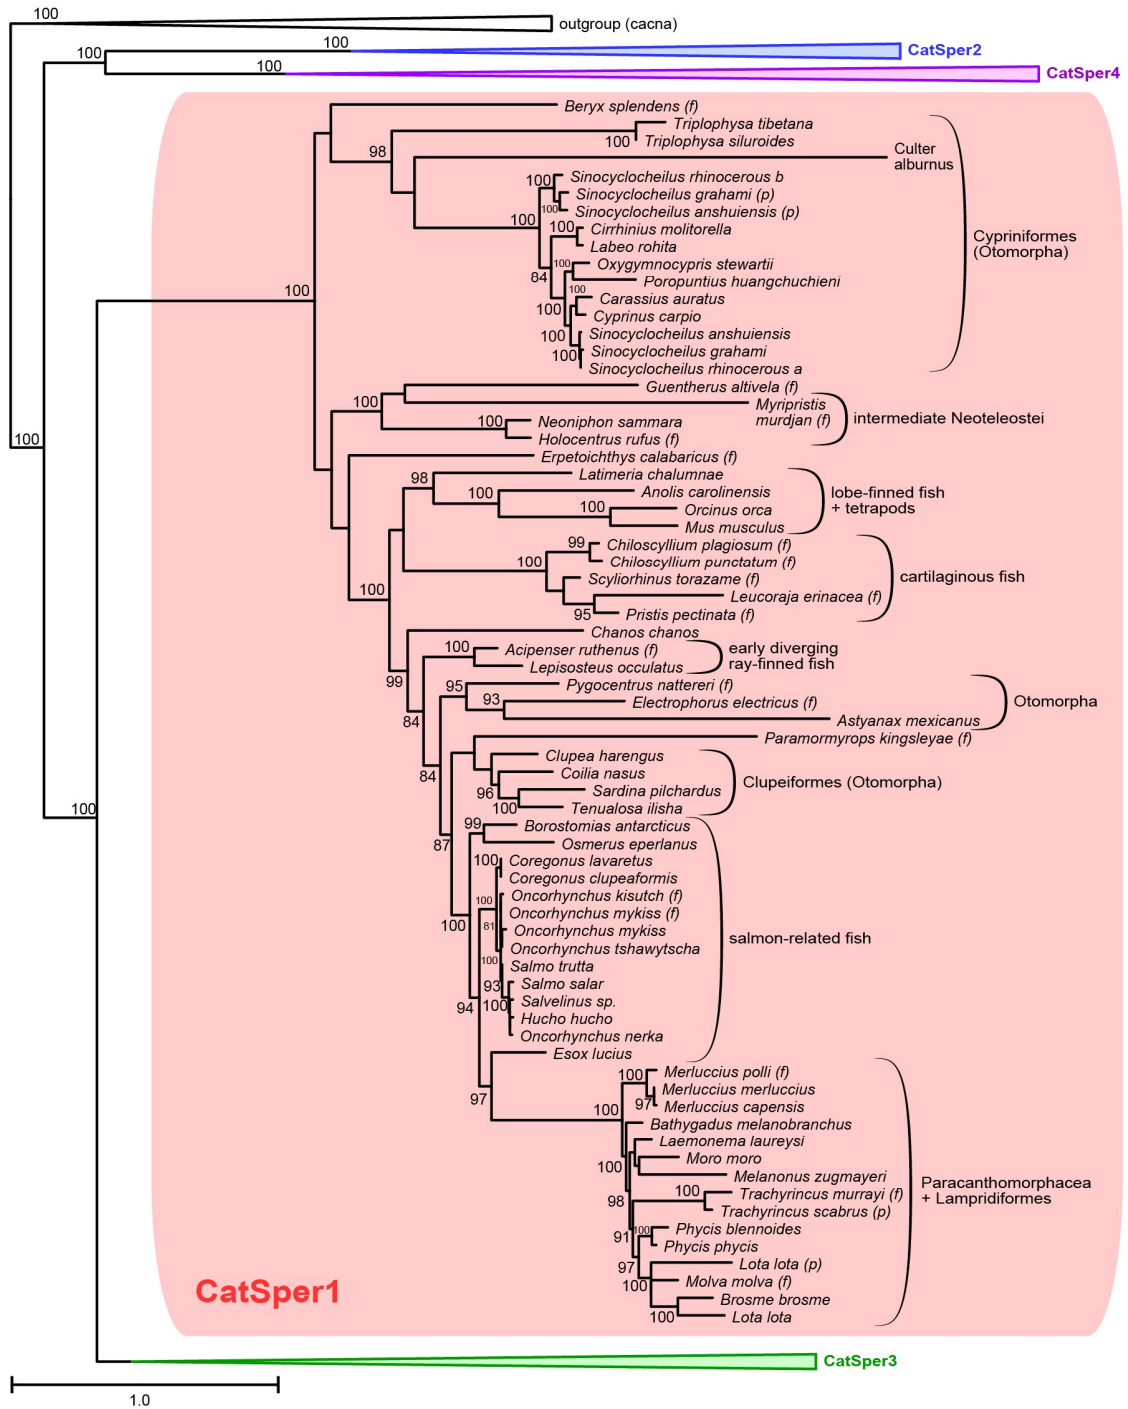 100
outgroup (cacna)
100
CatSper2
100
100
CatSper4
Beryx splendens (f)
Triplophysa tibetana
100
Triplophysa siluroides
98
Culter
alburnus
Sinocyclocheilus rhinocerous b
100
Sinocyclocheilus grahami (p)
100
Sinocyclocheilus anshuiensis (p)
100
Cirrhinius molitorella
100
Labeo rohita
Cypriniformes
(Otomorpha)
Oxygymnocypris stewartii
100
84
Poropuntius huangchuchieni
100
Carassius auratus
100
Cyprinus carpio
Sinocyclocheilus anshuiensis
100
Sinocyclocheilus grahami
100
Sinocyclocheilus rhinocerous a
100
Guentherus altivela (f)
Myripristis
murdjan (f)
100
intermediate Neoteleostei
Neoniphon sammara
100
Holocentrus rufus (f)
100
Erpetoichthys calabaricus (f)
Latimeria chalumnae
98
Anolis carolinensis
100
Orcinus orca
100
Mus musculus
lobe-finned fish
+ tetrapods
Chiloscyllium plagiosum (f)
99
Chiloscyllium punctatum (f)
100
Scyliorhinus torazame (f)
Leucoraja erinacea (f)
Pristis pectinata (f)
95
cartilaginous fish
100
Chanos chanos
Acipenser ruthenus (f)
100
Lepisosteus occulatus
early diverging
ray-finned fish
99
Pygocentrus nattereri (f)
95
Electrophorus electricus (f)
93
Astyanax mexicanus
Otomorpha
84
Paramormyrops kingsleyae (f)
Clupea harengus
84
Coilia nasus
96
Sardina pilchardus
100
Tenualosa ilisha
Clupeiformes (Otomorpha)
100
Borostomias antarcticus
99
Osmerus eperlanus
87
Coregonus lavaretus
100
Coregonus clupeaformis
Oncorhynchus kisutch (f)
100
Oncorhynchus mykiss (f)
81
Oncorhynchus mykiss
100
Oncorhynchus tshawytscha
100
Salmo trutta
Salmo salar
93
Salvelinus sp.
100
Hucho hucho
94
Oncorhynchus nerka
salmon-related fish
Esox lucius
97
Merluccius polli (f)
100
Merluccius merluccius
97
Merluccius capensis
100
Bathygadus melanobranchus
Laemonema laureysi
Moro moro
100
Melanonus zugmayeri
Trachyrincus murrayi (f)
100
98
Trachyrincus scabrus (p)
Phycis blennoides
100
91
Phycis phycis
Lota lota (p)
97
Molva molva (f)
100
Brosme brosme
100
Lota lota
Paracanthomorphacea
+ Lampridiformes
CatSper1
CatSper3
1.0